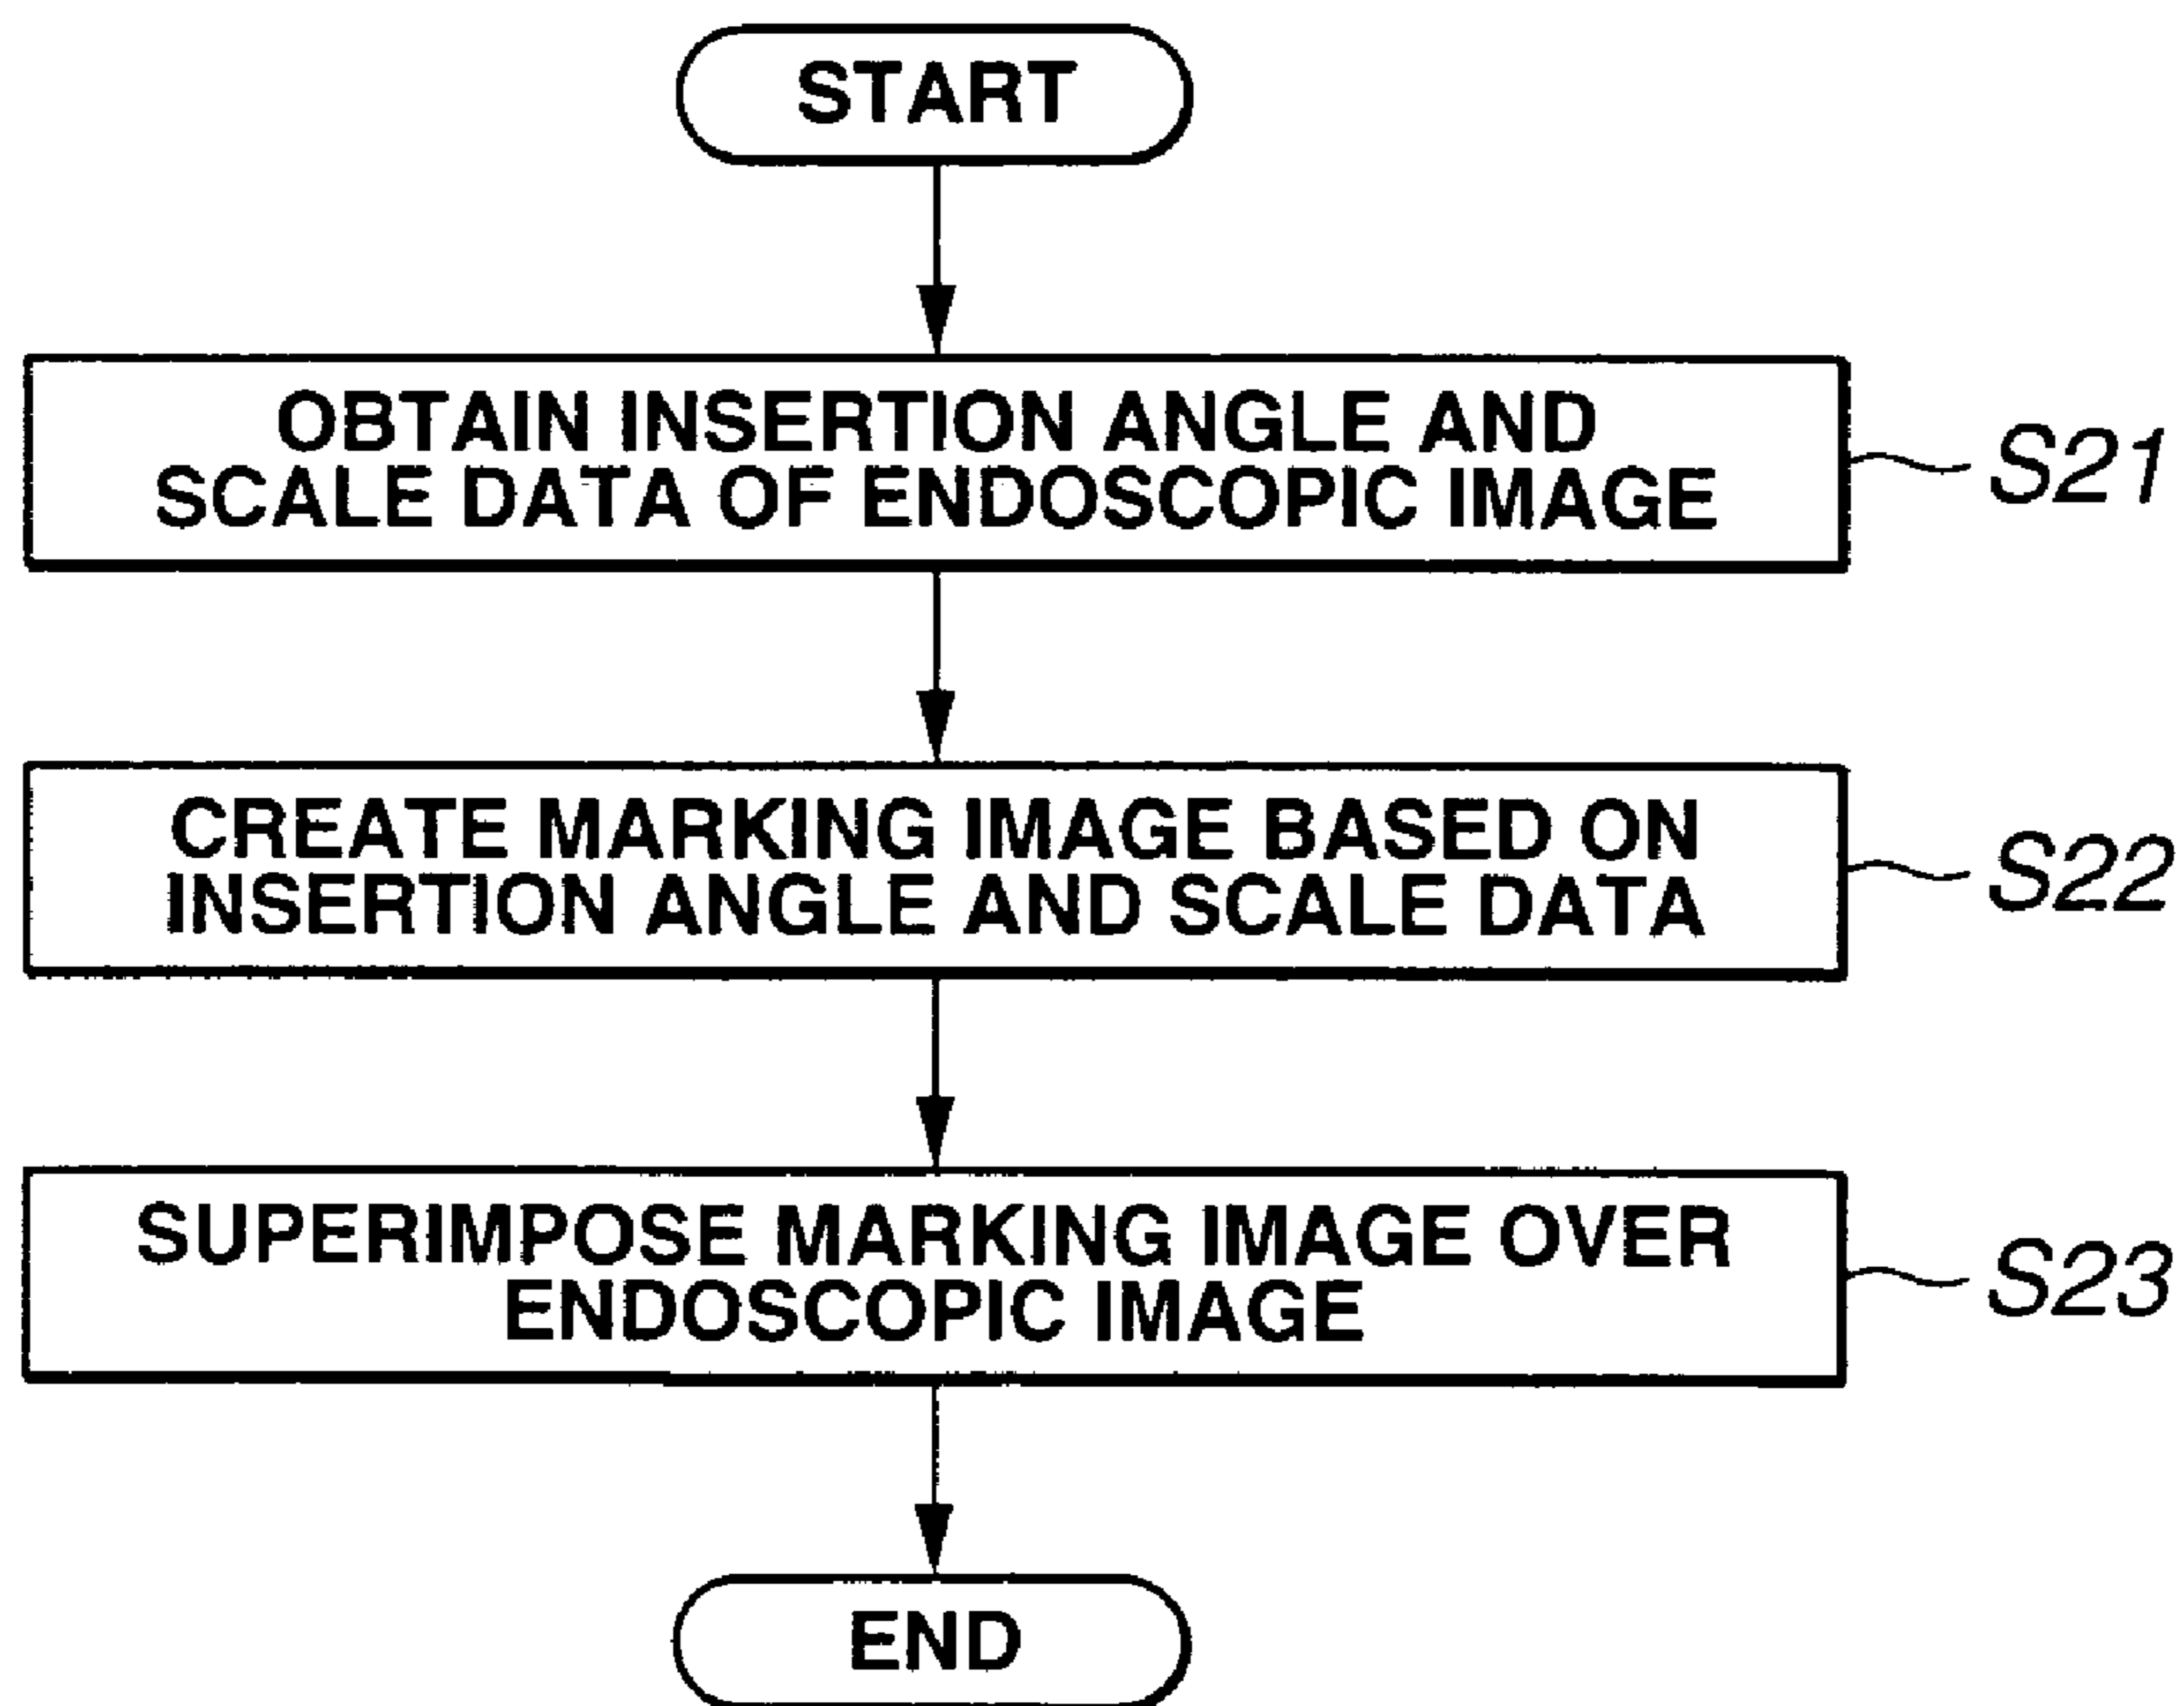 START
OBTAIN INSERTION ANGLE AND
SCALE DATA OF ENDOSCOPIC IMAGE
S21
CREATE MARKING IMAGE BASED ON
INSERTION ANGLE AND SCALE DATA
S22
SUPERIMPOSE MARKING IMAGE OVER
ENDOSCOPIC IMAGE
S23
END